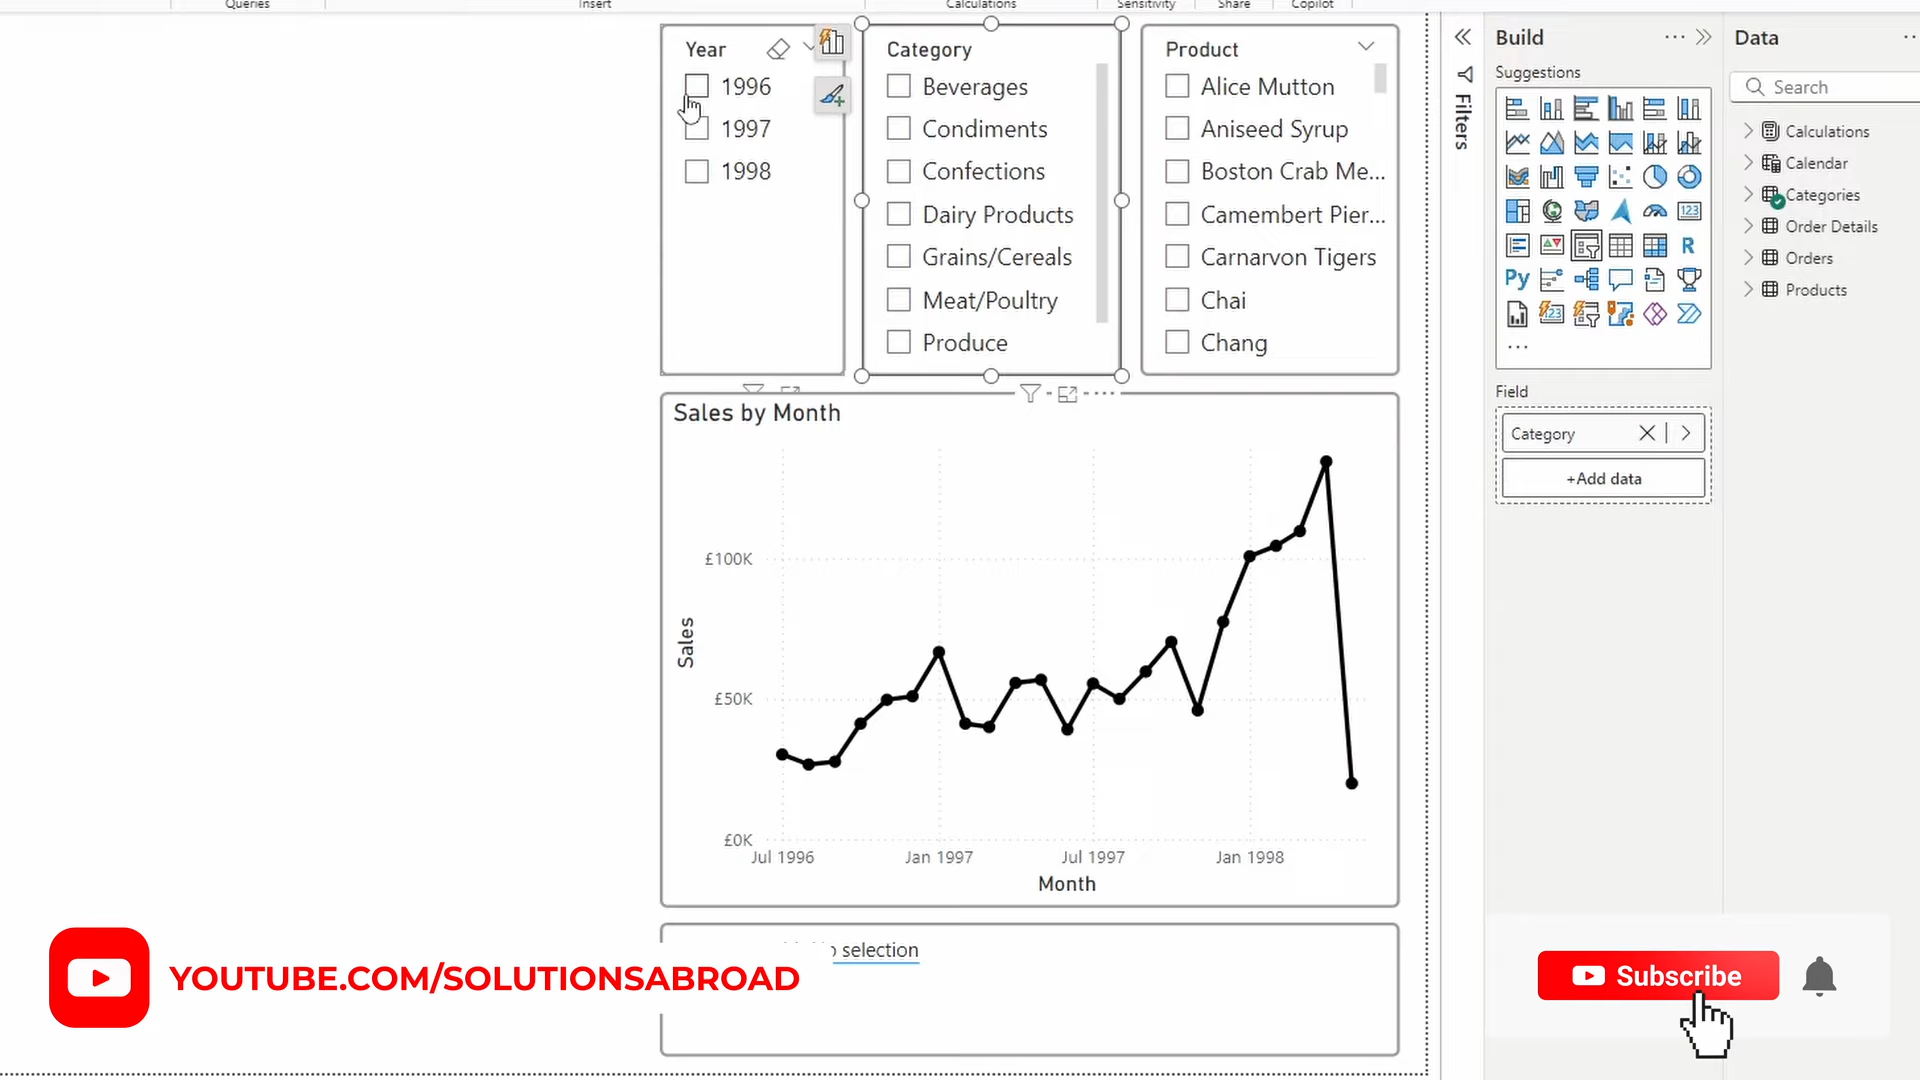 Queries
Insert
Calculations
Sensitivity
Share
Copilot
Year
1996
1997
1998
Category
Beverages
Condiments
Confections
Dairy Products
Grains/Cereals
Meat/Poultry
Produce
Product
Alice Mutton
Aniseed Syrup
Boston Crab Me...
Camembert Pier...
Carnarvon Tigers
Chai
Chang
Sales by Month
Sales
£100K
£50K
£0K
Jul 1996
Jan 1997
Jul 1997
Jan 1998
Month
selection
YOUTUBE.COM/SOLUTIONSABROAD
Filters
Build
Suggestions
123
R
Py
123
Field
Category
+Add data
Data
Search
Calculations
Calendar
Categories
Order Details
Orders
Products
Subscribe